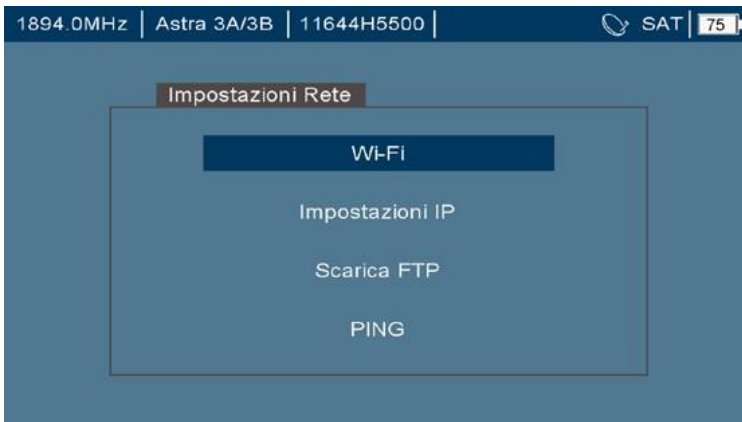 1894.0MHz | Astra 3A/3B | 11644H5500 | SAT | 75
Impostazioni Rete
Wi-Fi
Impostazioni IP
Scarica FTP
PING